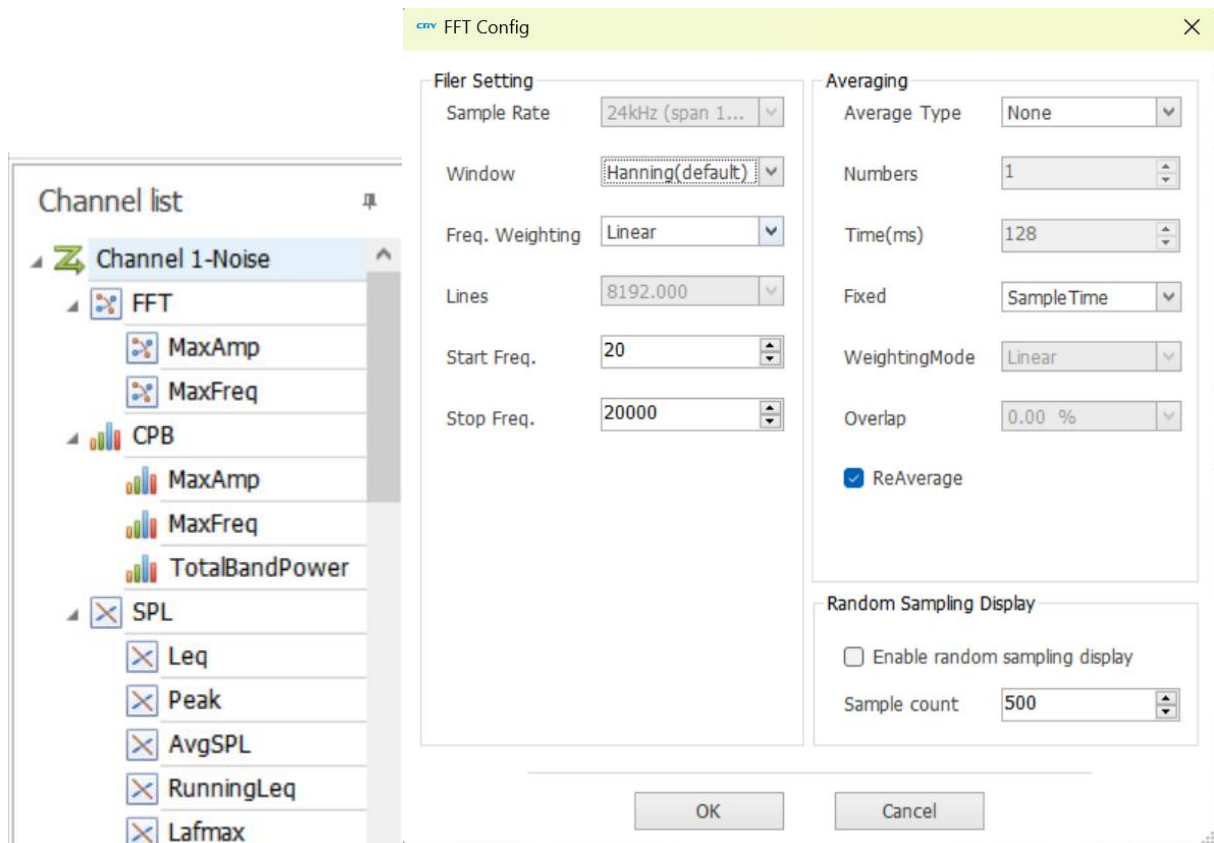 Channel list
Channel 1-Noise
FFT
MaxAmp
MaxFreq
CPB
MaxAmp
MaxFreq
TotalBandPower
SPL
Leq
Peak
AvgSPL
RunningLeq
Lafmax
CRY FFT Config
Filer Setting
Sample Rate 24kHz (span 1...
Window Hanning(default)
Freq. Weighting Linear
Lines 8192.000
Start Freq. 20
Stop Freq. 20000
Averaging
Average Type None
Numbers 1
Time(ms) 128
Fixed SampleTime
WeightingMode Linear
Overlap 0.00 %
ReAverage
Random Sampling Display
Enable random sampling display
Sample count 500
OK Cancel